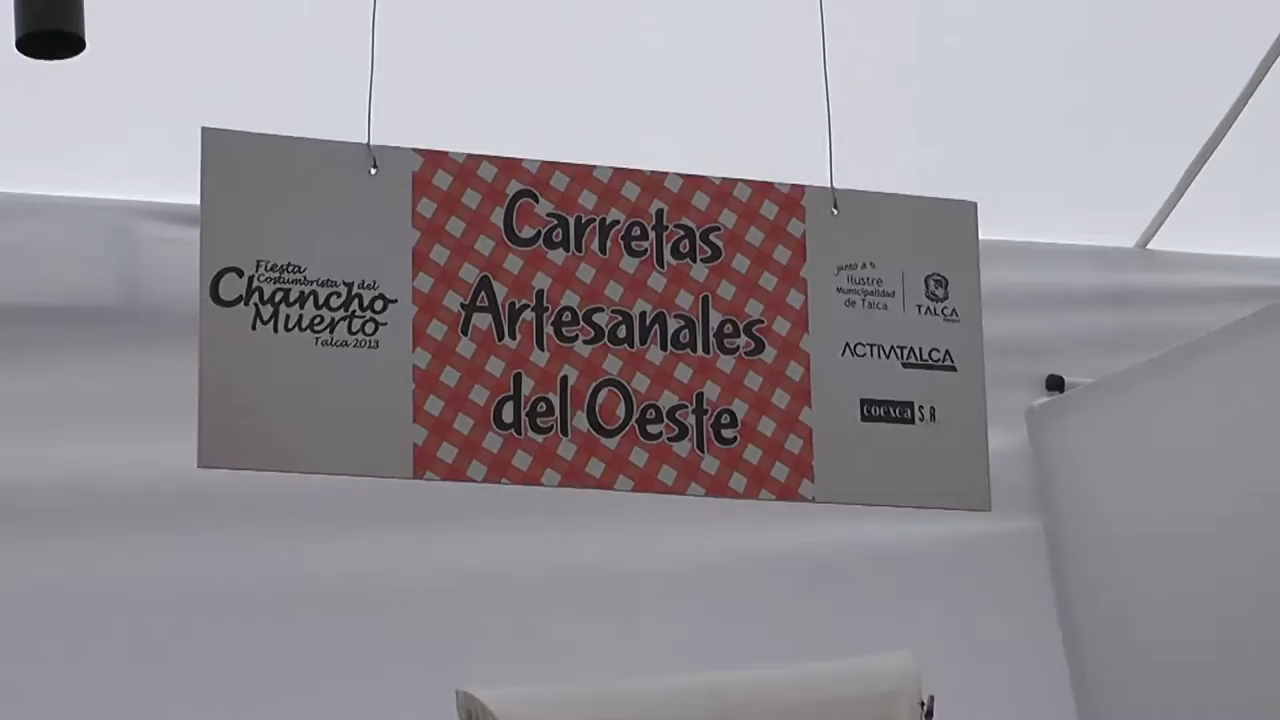 Fiesta
Costumbrista del
Chancho
Muerto
Talca 2013
Carretas
Artesanales
del Oeste
junto a ti
Ilustre
Municipalidad
de Talca
TALCA
ACTIVATALCA
coexca S.A.